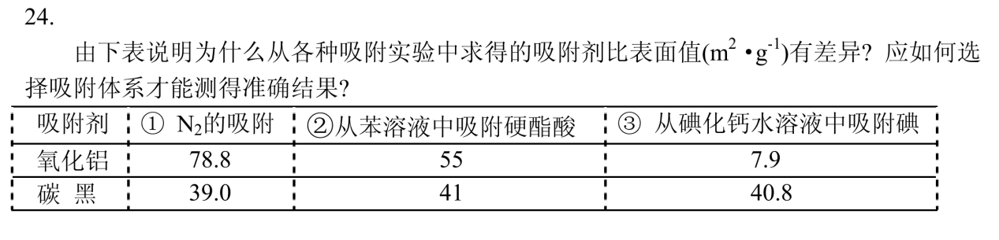 24.
由下表说明为什么从各种吸附实验中求得的吸附剂比表面值(m² •g⁻¹)有差异? 应如何选
择吸附体系才能测得准确结果?
吸附剂 ① N₂的吸附 ②从苯溶液中吸附硬酯酸 ③ 从碘化钙水溶液中吸附碘
氧化铝 78.8 55 7.9
碳 黑 39.0 41 40.8